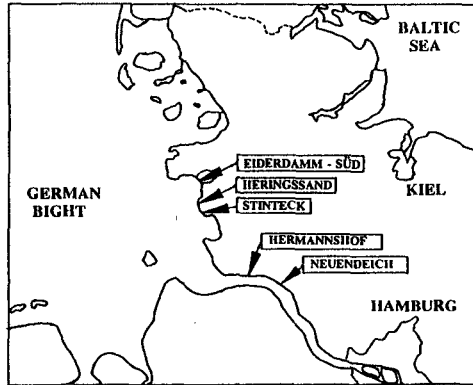 BALTIC
SEA
EIDERDAMM - SÜD
HERINGSSAND
STINTECK
GERMAN
BIGHT
KIEL
HERMANNSHOF
NEUENDEICH
HAMBURG